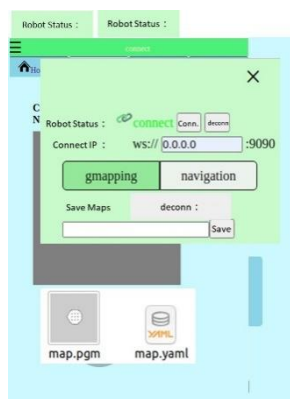 Robot Status : Robot Status :
connect
Ho
C
N
Robot Status : connect Conn. deconn
Connect IP : ws:// 0.0.0.0 :9090
gmapping navigation
Save Maps deconn :
Save
YAML
map.pgm map.yaml